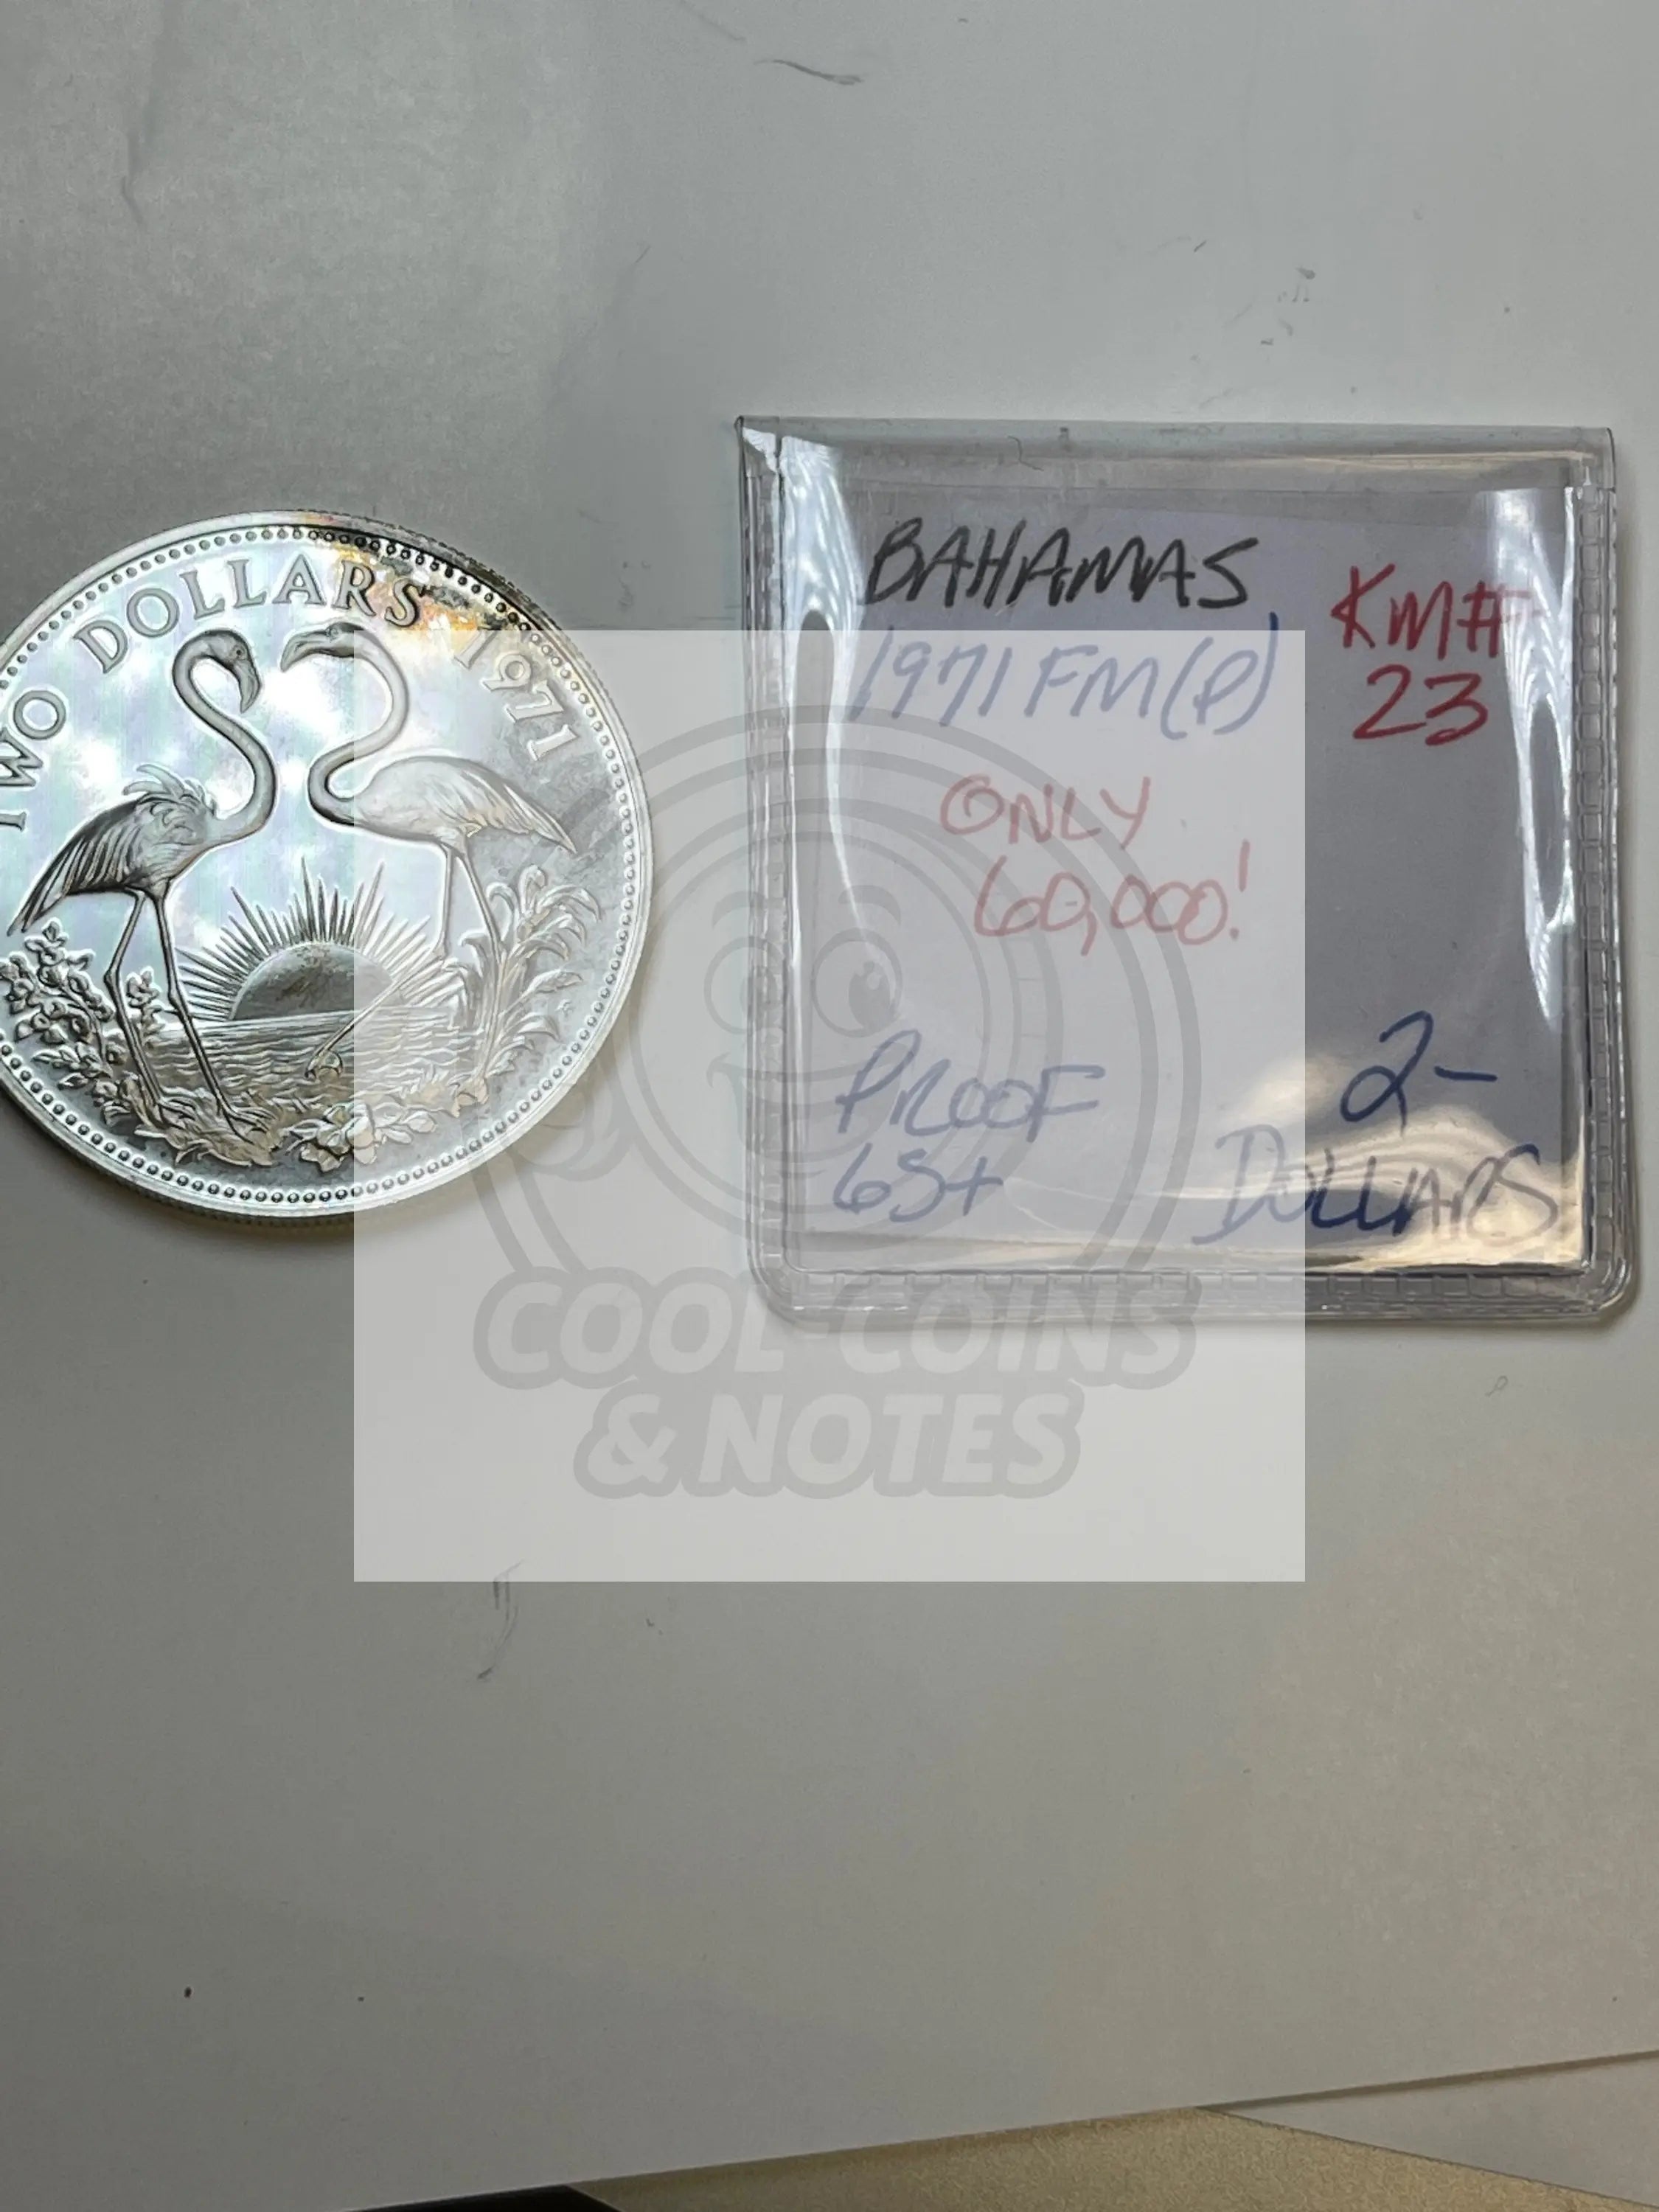 TWO DOLLARS 1971
BAHAMAS
KM#
23
1971 FM(P)
ONLY
60,000!
PROOF
65+
2-
DOLLARS
COOL COINS
& NOTES